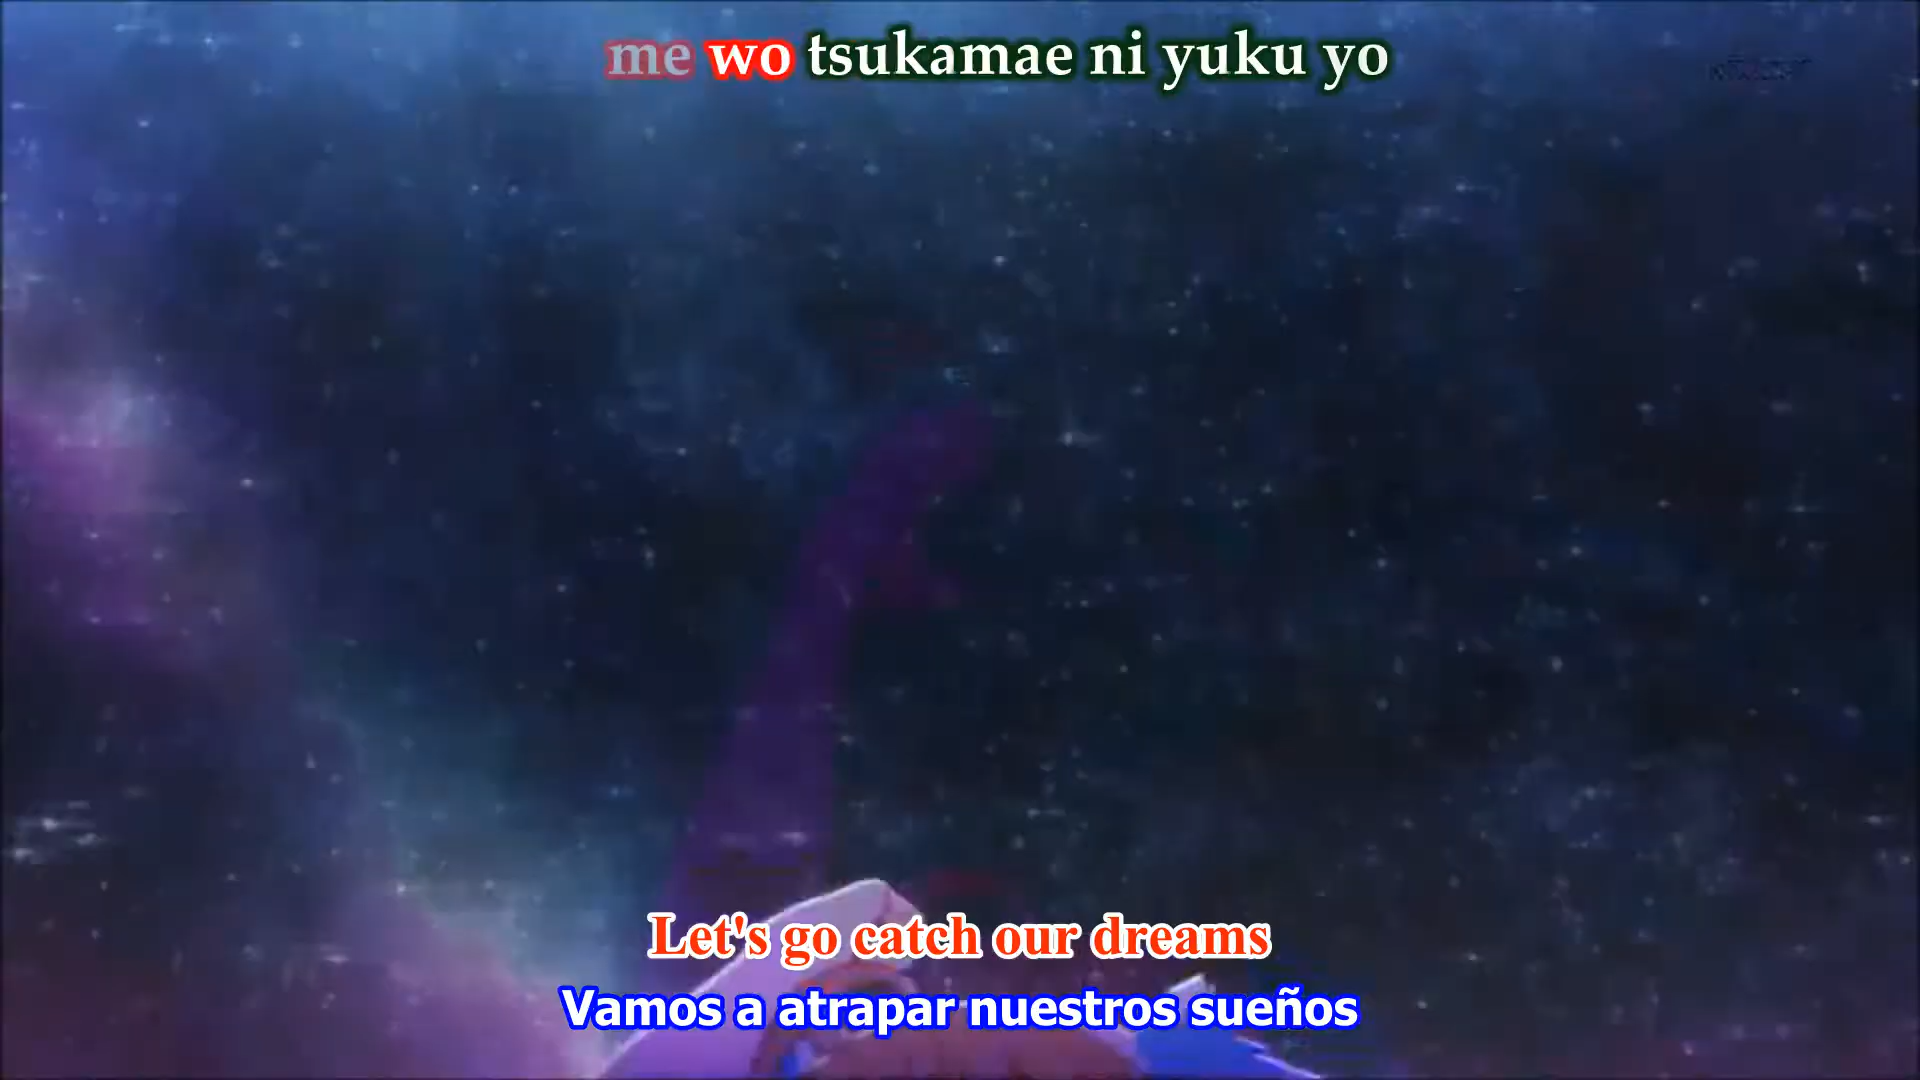 me wo tsukamae ni yuku yo
Let's go catch our dreams
Vamos a atrapar nuestros sueños